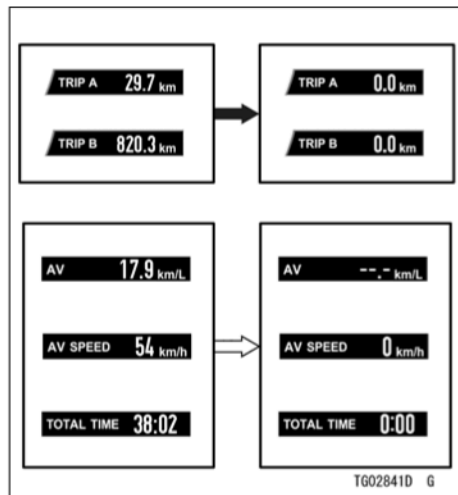 TRIP A 29.7 km
TRIP B 820.3 km
TRIP A 0.0 km
TRIP B 0.0 km
AV 17.9 km/L
AV SPEED 54 km/h
TOTAL TIME 38:02
AV --.- km/L
AV SPEED 0 km/h
TOTAL TIME 0:00
TG02841D G